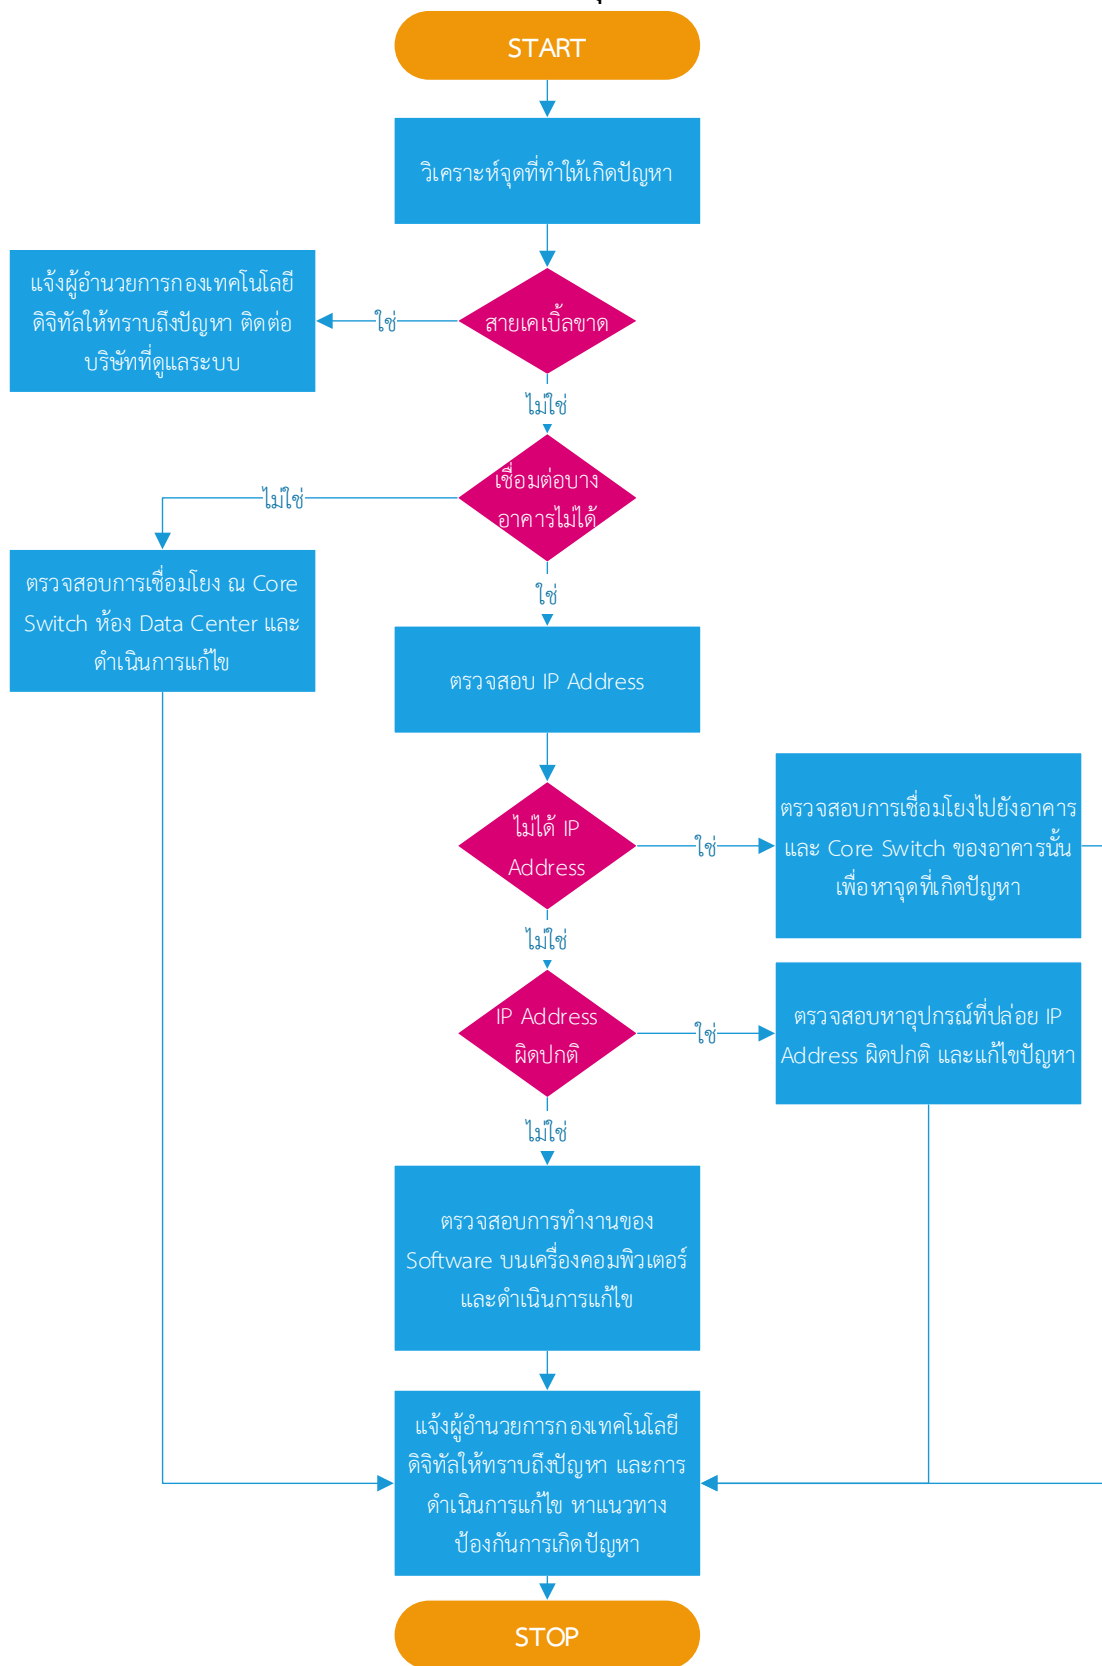 START
วิเคราะห์จุดที่ทำให้เกิดปัญหา
สายเคเบิ้ลขาด
ใช่
แจ้งผู้อำนวยการกองเทคโนโลยี
ดิจิทัลให้ทราบถึงปัญหา ติดต่อ
บริษัทที่ดูแลระบบ
ไม่ใช่
เชื่อมต่อบาง
อาคารไม่ได้
ไม่ใช่
ตรวจสอบการเชื่อมโยง ณ Core
Switch ห้อง Data Center และ
ดำเนินการแก้ไข
ใช่
ตรวจสอบ IP Address
ไม่ได้ IP
Address
ใช่
ตรวจสอบการเชื่อมโยงไปยังอาคาร
และ Core Switch ของอาคารนั้น
เพื่อหาจุดที่เกิดปัญหา
ไม่ใช่
IP Address
ผิดปกติ
ใช่
ตรวจสอบหาอุปกรณ์ที่ปล่อย IP
Address ผิดปกติ และแก้ไขปัญหา
ไม่ใช่
ตรวจสอบการทำงานของ
Software บนเครื่องคอมพิวเตอร์
และดำเนินการแก้ไข
แจ้งผู้อำนวยการกองเทคโนโลยี
ดิจิทัลให้ทราบถึงปัญหา และการ
ดำเนินการแก้ไข หาแนวทาง
ป้องกันการเกิดปัญหา
STOP